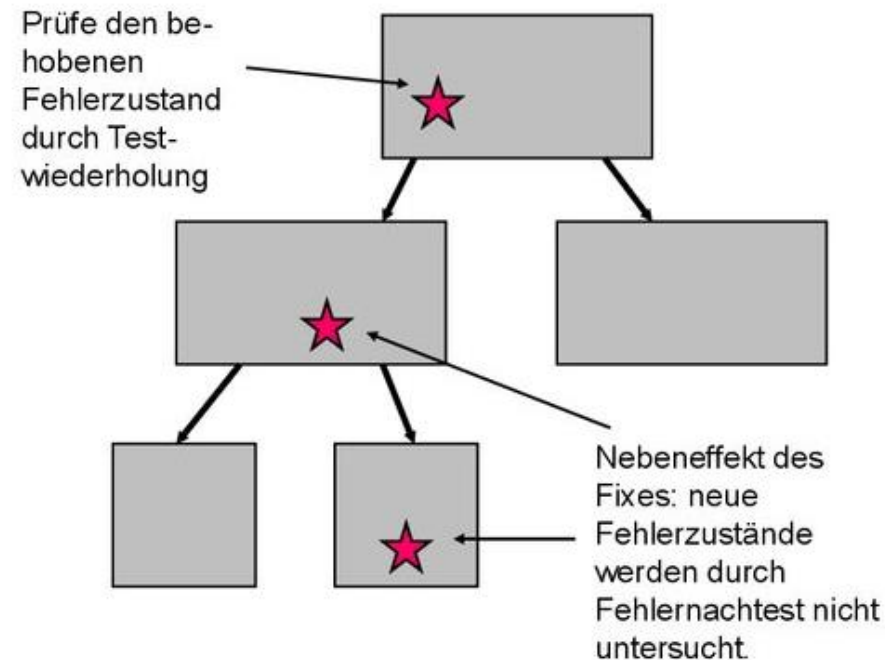 Prüfe den be-
hobenen
Fehlerzustand
durch Test-
wiederholung
Nebeneffekt des
Fixes: neue
Fehlerzustände
werden durch
Fehlernachtest nicht
untersucht.